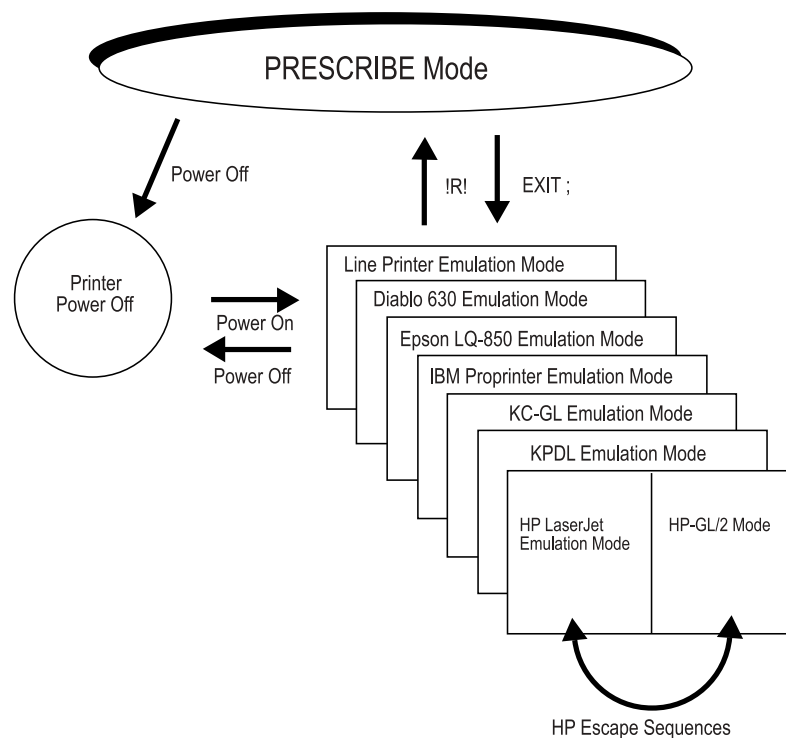 PRESCRIBE Mode
Power Off
!R!
EXIT ;
Printer
Power Off
Power On
Power Off
Line Printer Emulation Mode
Diablo 630 Emulation Mode
Epson LQ-850 Emulation Mode
IBM Proprinter Emulation Mode
KC-GL Emulation Mode
KPDL Emulation Mode
HP LaserJet
Emulation Mode
HP-GL/2 Mode
HP Escape Sequences